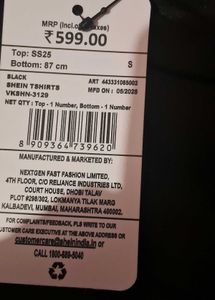 MRP (Incl. of Taxes)
₹ 599.00
Top: SS25
Bottom: 87 cm S
BLACK ART 443331085003
SHEIN TSHIRTS MFD ON : 05/2025
VKSHN-3129
NET QTY : Top - 1 Number, Bottom - 1 Number
8 909364 739620
MANUFACTURED & MARKETED BY:
NEXTGEN FAST FASHION LIMITED,
4TH FLOOR, C/O RELIANCE INDUSTRIES LTD,
COURT HOUSE, DHOBI TALAV
PLOT #298/302, LOKMANYA TILAK MARG
KALBADEVI, MUMBAI, MAHARASHTRA 400002.
FOR COMPLAINTS/FEEDBACK, PLS WRITE TO OUR
CUSTOMER CARE EXECUTIVE AT THE ABOVE ADDRESS OR
customercare@sheinindia.in or
CALL 1800-889-5040